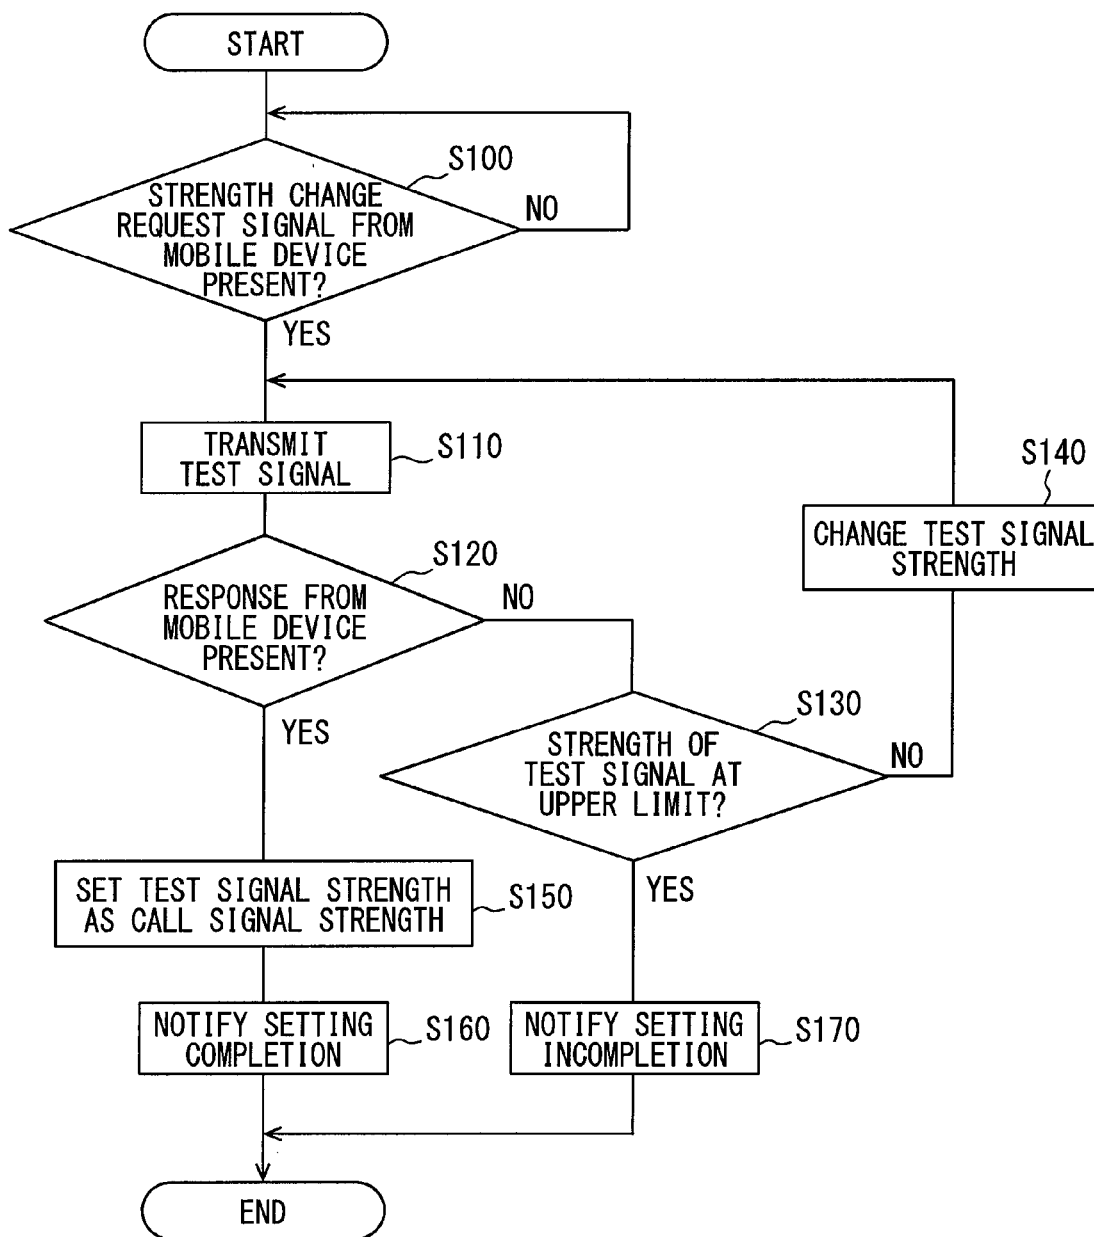 START
S100
STRENGTH CHANGE
REQUEST SIGNAL FROM
MOBILE DEVICE
PRESENT?
NO
YES
TRANSMIT
TEST SIGNAL
S110
S140
CHANGE TEST SIGNAL
STRENGTH
S120
RESPONSE FROM
MOBILE DEVICE
PRESENT?
NO
YES
S130
STRENGTH OF
TEST SIGNAL AT
UPPER LIMIT?
NO
YES
SET TEST SIGNAL STRENGTH
AS CALL SIGNAL STRENGTH
S150
NOTIFY SETTING
COMPLETION
S160
NOTIFY SETTING
INCOMPLETION
S170
END